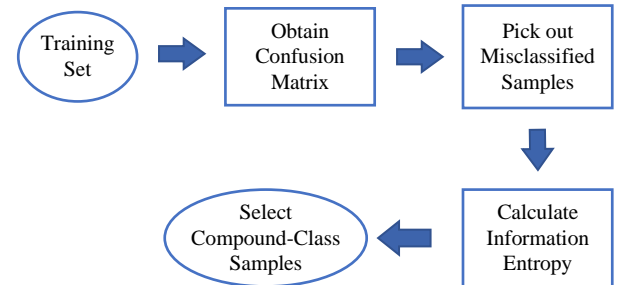 Training
Set
Obtain
Confusion
Matrix
Pick out
Misclassified
Samples
Calculate
Information
Entropy
Select
Compound-Class
Samples